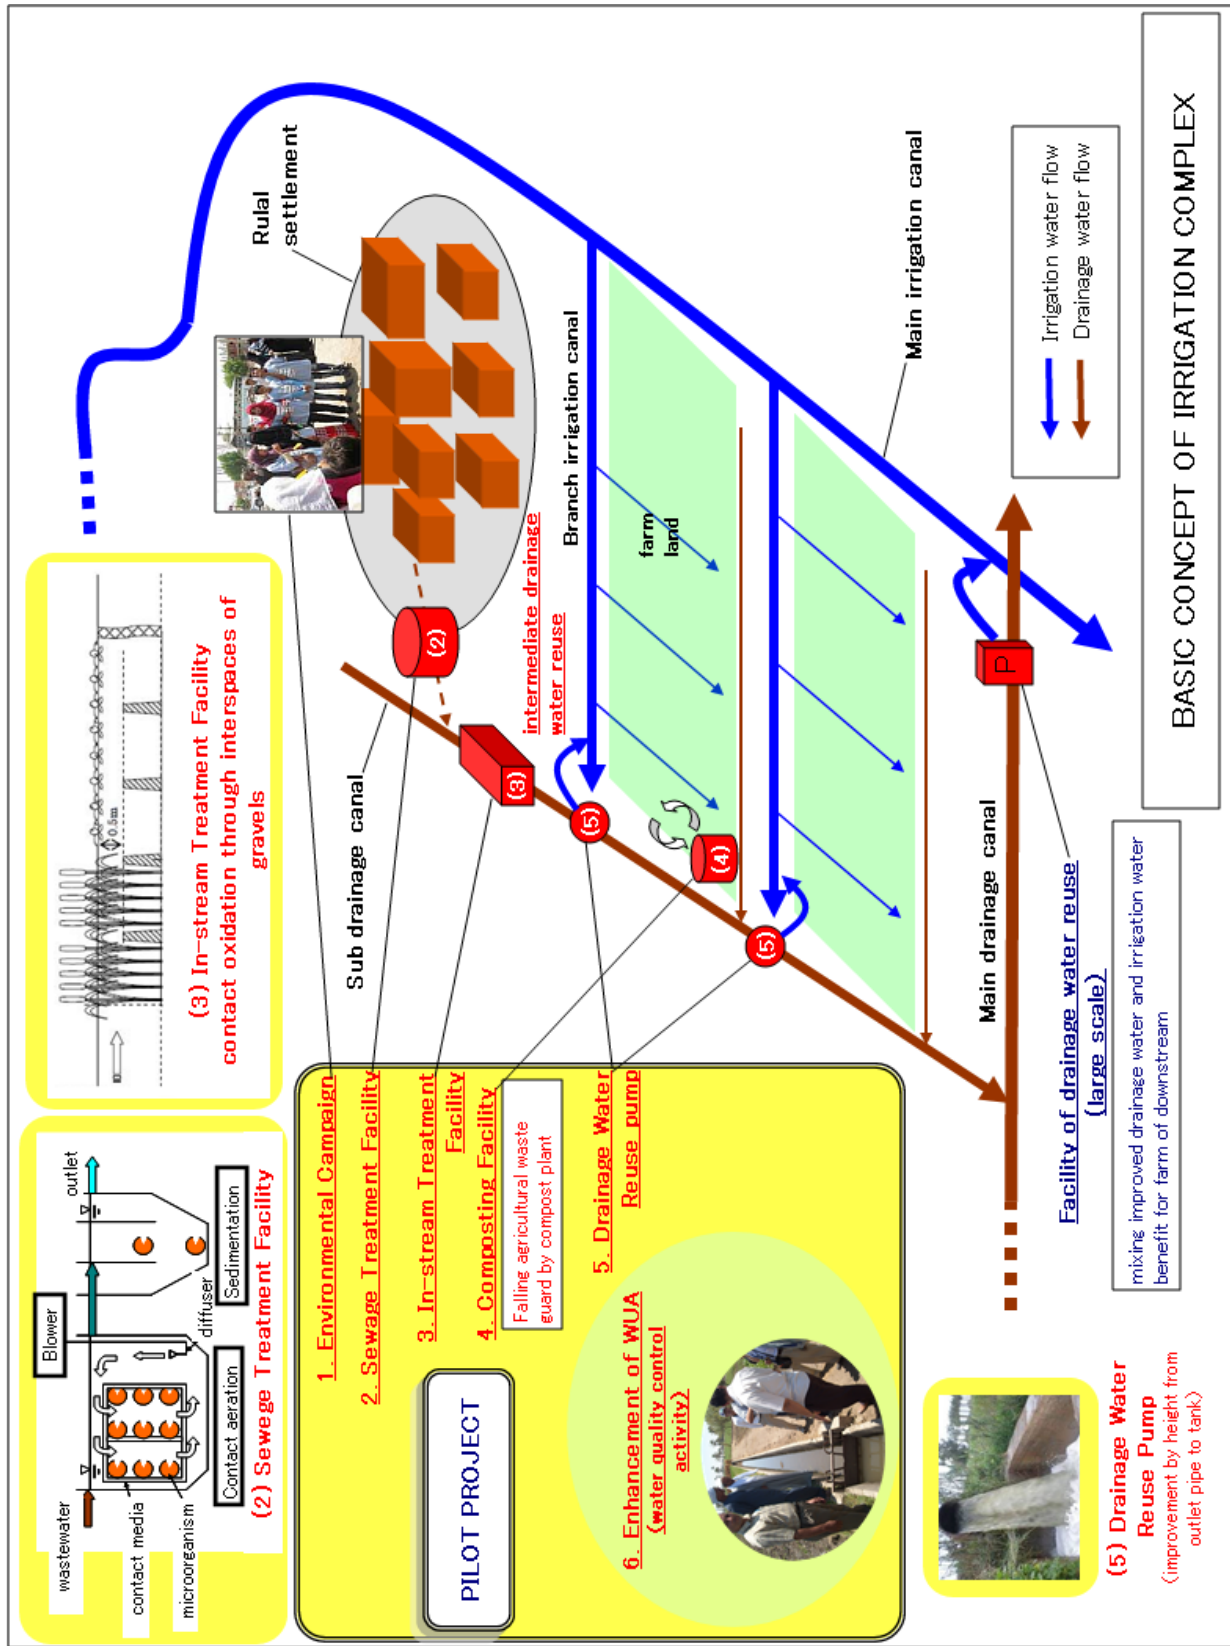 wastewater
contact media
microorganism
Blower
outlet
diffuser
Contact aeration
Sedimentation
(2) Sewege Treatment Facility
0.5m
(3) In-stream Treatment Facility
contact oxidation through interspaces of
gravels
PILOT PROJECT
1. Environmental Campaign
2. Sewage Treatment Facility
3. In-stream Treatment
Facility
4. Composting Facility
Falling agricultural waste
guard by compost plant
5. Drainage Water
Reuse pump
6. Enhancement of WUA
(water quality control
activity)
Rulal
settlement
Sub drainage canal
(2)
(3)
intermediate drainage
water reuse
Branch irrigation canal
(5)
farm
land
(4)
(5)
Main irrigation canal
Main drainage canal
P
Facility of drainage water reuse
(large scale)
mixing improved drainage water and irrigation water
benefit for farm of downstream
(5) Drainage Water
Reuse Pump
(improvement by height from
outlet pipe to tank)
Irrigation water flow
Drainage water flow
BASIC CONCEPT OF IRRIGATION COMPLEX